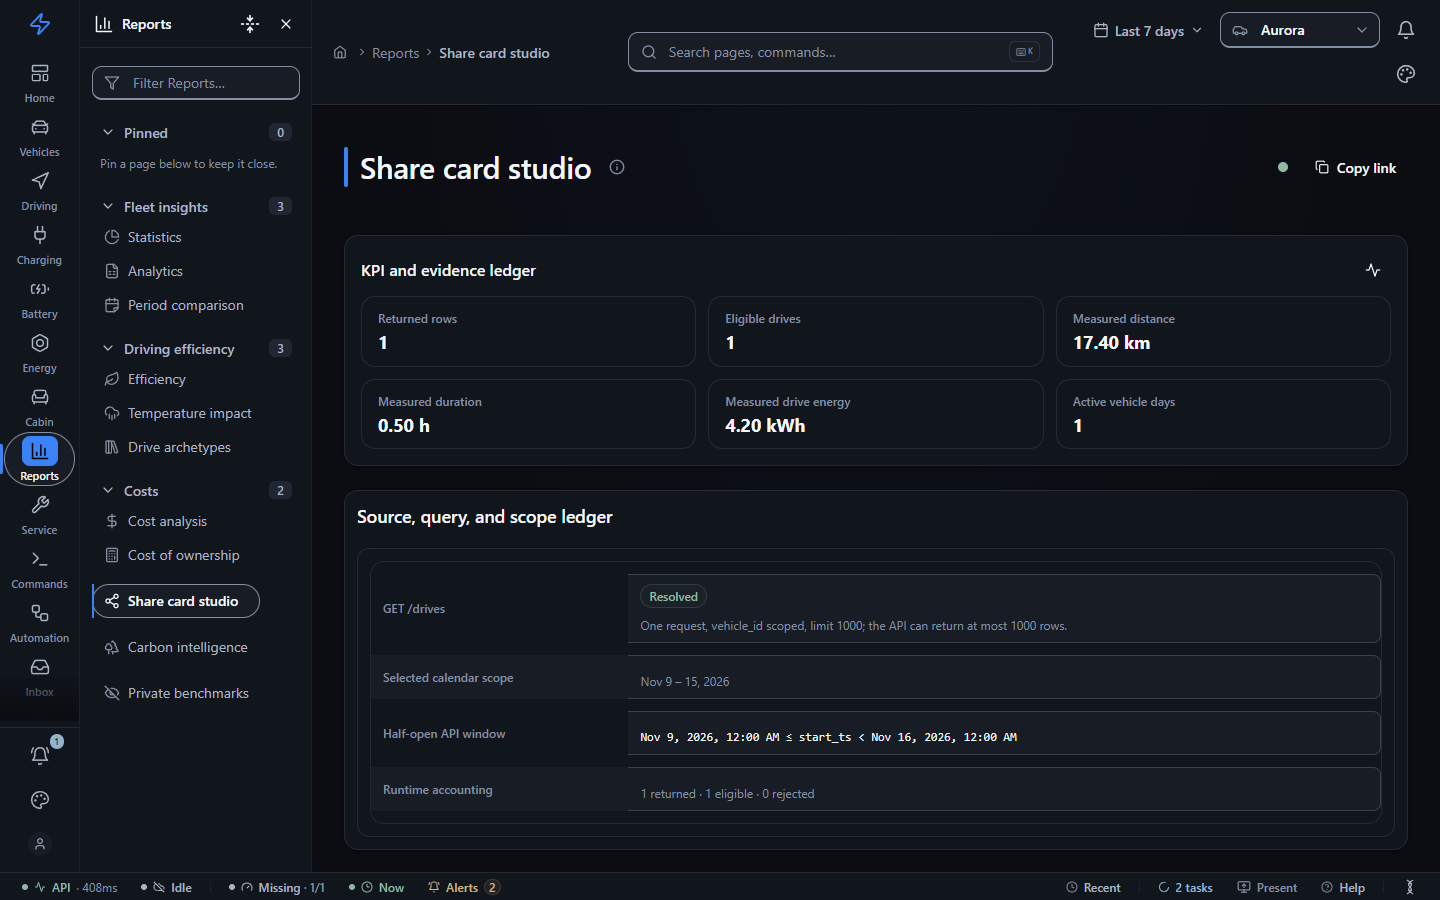 Home
Vehicles
Driving
Charging
Battery
Energy
Cabin
Reports
Service
Commands
Automation
Inbox
1
Reports
Filter Reports...
Pinned 0
Pin a page below to keep it close.
Fleet insights 3
Statistics
Analytics
Period comparison
Driving efficiency 3
Efficiency
Temperature impact
Drive archetypes
Costs 2
Cost analysis
Cost of ownership
Share card studio
Carbon intelligence
Private benchmarks
Reports
Share card studio
Search pages, commands...
K
Last 7 days
Aurora
Share card studio
Copy link
KPI and evidence ledger
Returned rows
1
Eligible drives
1
Measured distance
17.40 km
Measured duration
0.50 h
Measured drive energy
4.20 kWh
Active vehicle days
1
Source, query, and scope ledger
GET /drives
Resolved
One request, vehicle_id scoped, limit 1000; the API can return at most 1000 rows.
Selected calendar scope
Nov 9 – 15, 2026
Half-open API window
Nov 9, 2026, 12:00 AM ≤ start_ts < Nov 16, 2026, 12:00 AM
Runtime accounting
1 returned · 1 eligible · 0 rejected
API · 408ms
Idle
Missing · 1/1
Now
Alerts 2
Recent
2 tasks
Present
Help